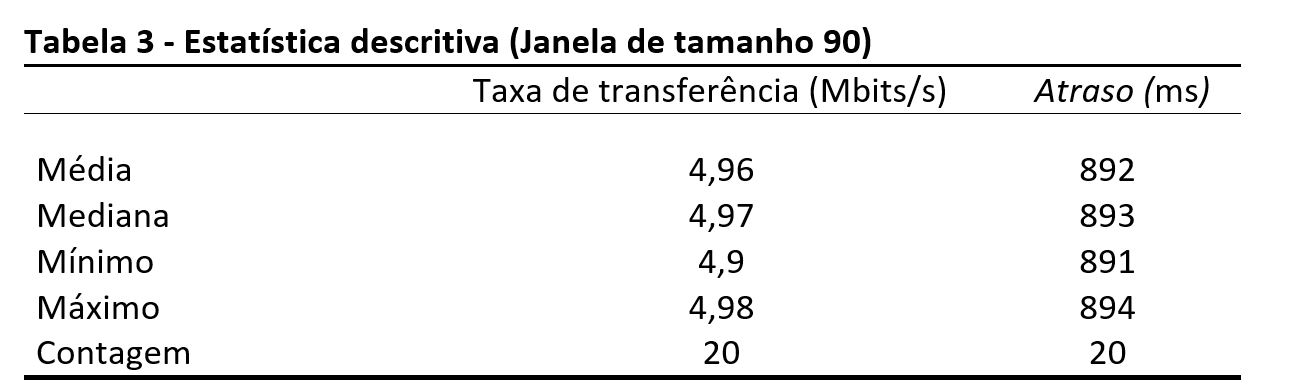 Tabela 3 - Estatística descritiva (Janela de tamanho 90)
Taxa de transferência (Mbits/s) Atraso (ms)
Média 4,96 892
Mediana 4,97 893
Mínimo 4,9 891
Máximo 4,98 894
Contagem 20 20